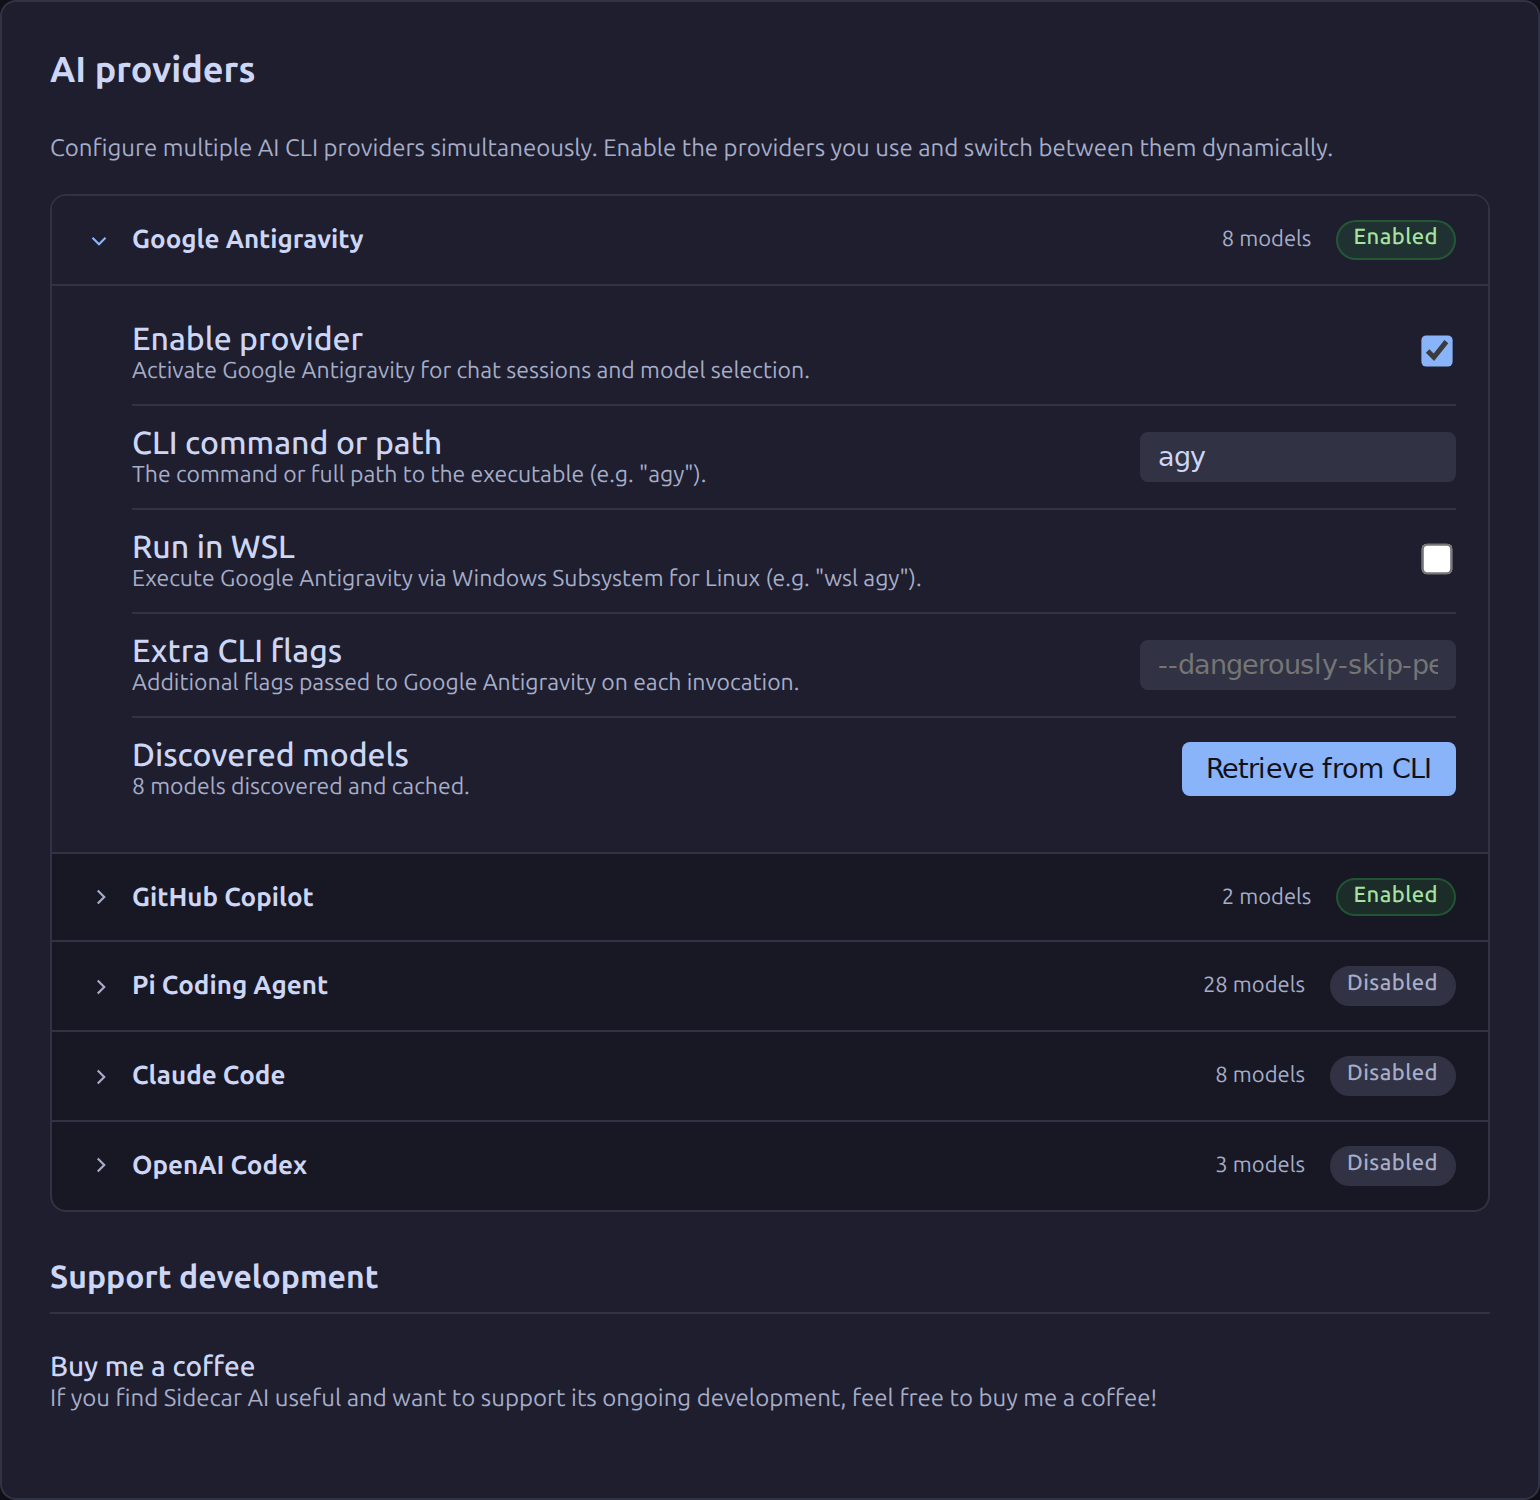 AI providers
Configure multiple AI CLI providers simultaneously. Enable the providers you use and switch between them dynamically.
Google Antigravity 8 models Enabled
Enable provider
Activate Google Antigravity for chat sessions and model selection.
CLI command or path
The command or full path to the executable (e.g. "agy").
agy
Run in WSL
Execute Google Antigravity via Windows Subsystem for Linux (e.g. "wsl agy").
Extra CLI flags
Additional flags passed to Google Antigravity on each invocation.
--dangerously-skip-pe
Discovered models
8 models discovered and cached.
Retrieve from CLI
GitHub Copilot 2 models Enabled
Pi Coding Agent 28 models Disabled
Claude Code 8 models Disabled
OpenAI Codex 3 models Disabled
Support development
Buy me a coffee
If you find Sidecar AI useful and want to support its ongoing development, feel free to buy me a coffee!